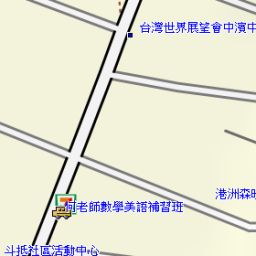 台灣世界展望會中濱中
老師數學美語補習班
斗抵社區活動中心
港洲森